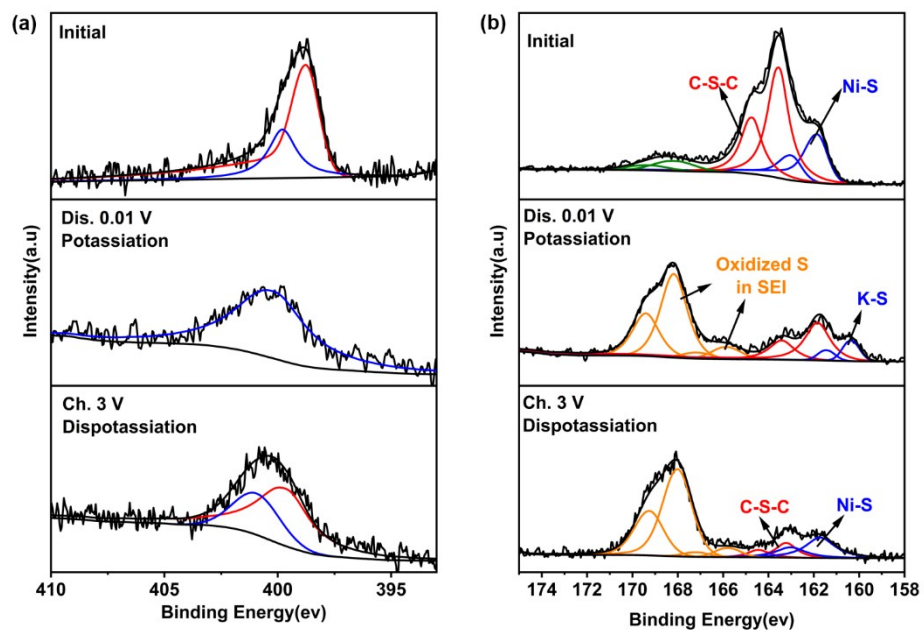 (a)
Initial
Dis. 0.01 V
Potassiation
Ch. 3 V
Dispotassiation
Intensity(a.u)
410
405
400
395
Binding Energy(ev)
(b)
Initial
C-S-C
Ni-S
Dis. 0.01 V
Potassiation
Oxidized S
in SEI
K-S
Ch. 3 V
Dispotassiation
C-S-C
Ni-S
Intensity(a.u)
174
172
170
168
166
164
162
160
158
Binding Energy(ev)